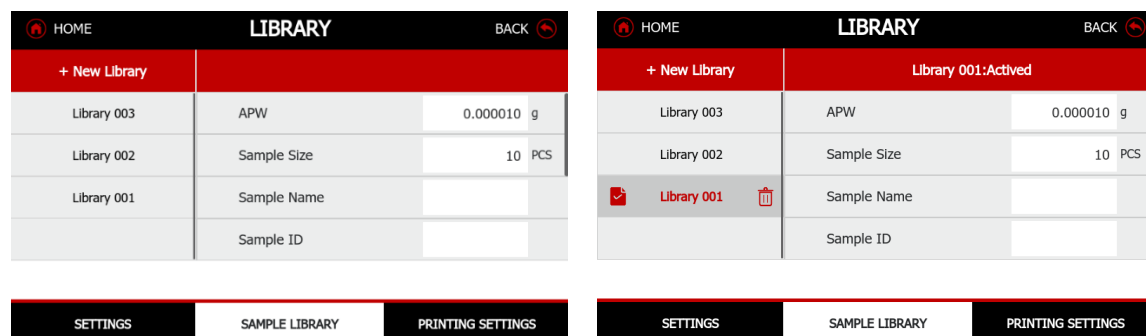 HOME LIBRARY BACK
+ New Library
Library 003 APW 0.000010 g
Library 002 Sample Size 10 PCS
Library 001 Sample Name
Sample ID
SETTINGS SAMPLE LIBRARY PRINTING SETTINGS
HOME LIBRARY BACK
+ New Library Library 001:Actived
Library 003 APW 0.000010 g
Library 002 Sample Size 10 PCS
Library 001 Sample Name
Sample ID
SETTINGS SAMPLE LIBRARY PRINTING SETTINGS